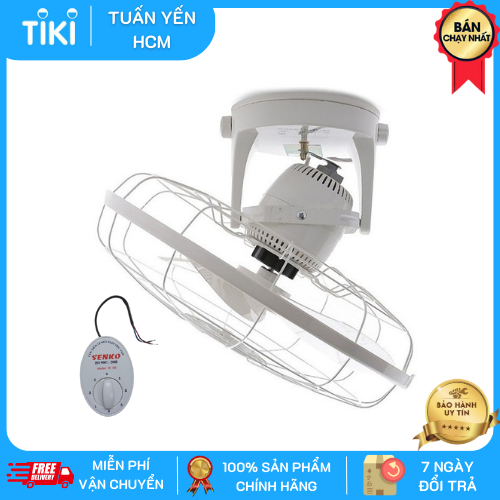 TIKI
TUẤN YẾN
HCM
BÁN
CHẠY NHẤT
SENKO
BẢO HÀNH
UY TÍN
FREE
DELIVERY
MIỄN PHÍ
VẬN CHUYỂN
100% SẢN PHẨM
CHÍNH HÃNG
7 NGÀY
ĐỔI TRẢ